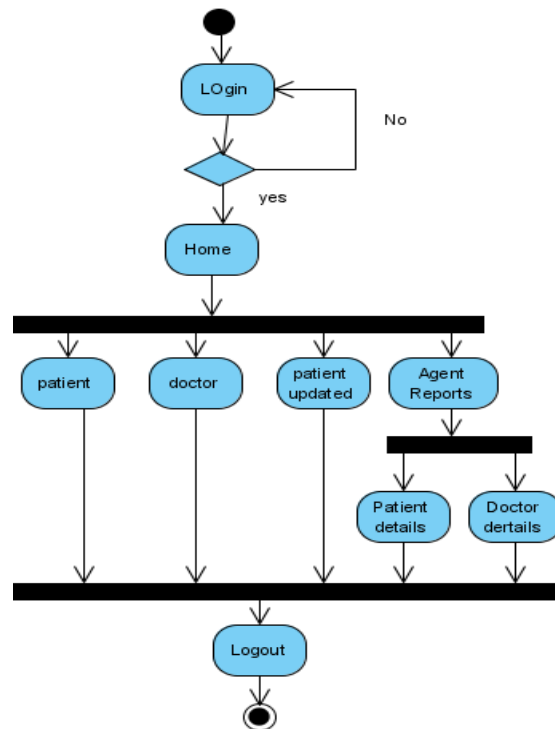 LOgin
No
yes
Home
patient
doctor
patient
updated
Agent
Reports
Patient
details
Doctor
dertails
Logout